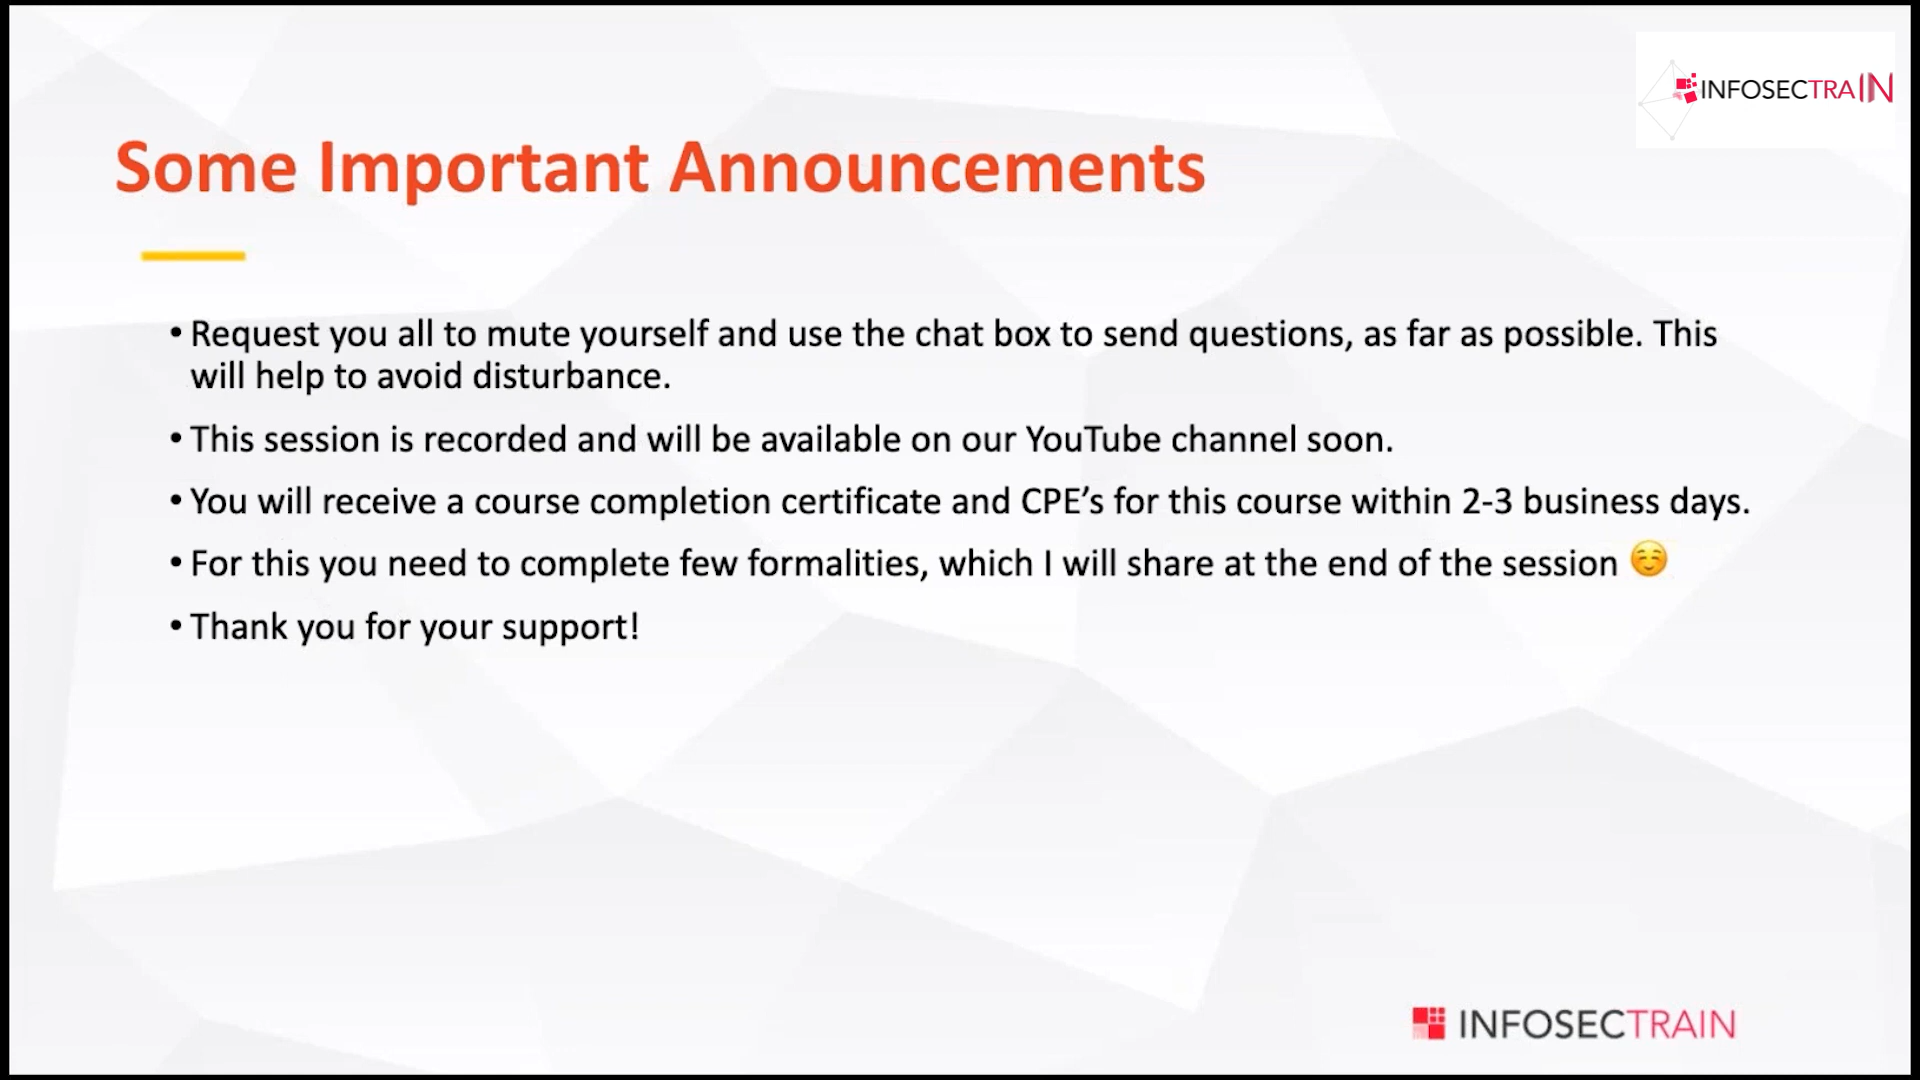 INFOSECTRAIN
Some Important Announcements
• Request you all to mute yourself and use the chat box to send questions, as far as possible. This
will help to avoid disturbance.
• This session is recorded and will be available on our YouTube channel soon.
• You will receive a course completion certificate and CPE’s for this course within 2-3 business days.
• For this you need to complete few formalities, which I will share at the end of the session ☺️
• Thank you for your support!
INFOSECTRAIN